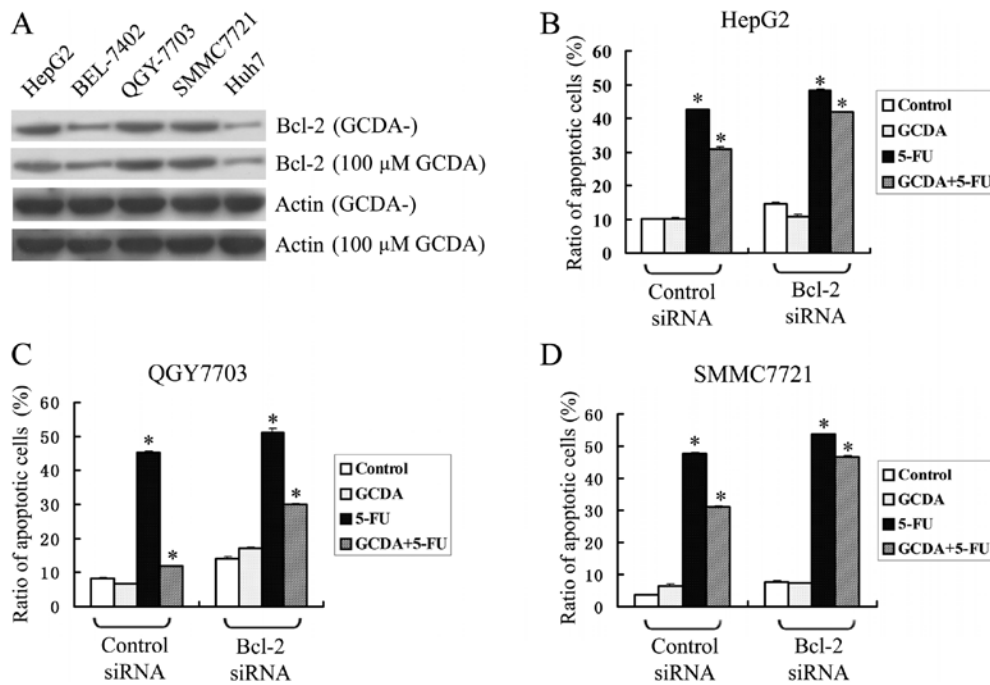 A
HepG2
BEL-7402
QGY-7703
SMMC7721
Huh7
Bcl-2 (GCDA-)
Bcl-2 (100 μM GCDA)
Actin (GCDA-)
Actin (100 μM GCDA)
B
HepG2
Ratio of apoptotic cells (%)
60
50
40
30
20
10
0
*
*
*
*
Control
GCDA
5-FU
GCDA+5-FU
Control
siRNA
Bcl-2
siRNA
C
QGY7703
Ratio of apoptotic cells (%)
60
50
40
30
20
10
0
*
*
*
*
Control
GCDA
5-FU
GCDA+5-FU
Control
siRNA
Bcl-2
siRNA
D
SMMC7721
Ratio of apoptotic cells (%)
60
50
40
30
20
10
0
*
*
*
*
Control
GCDA
5-FU
GCDA+5-FU
Control
siRNA
Bcl-2
siRNA